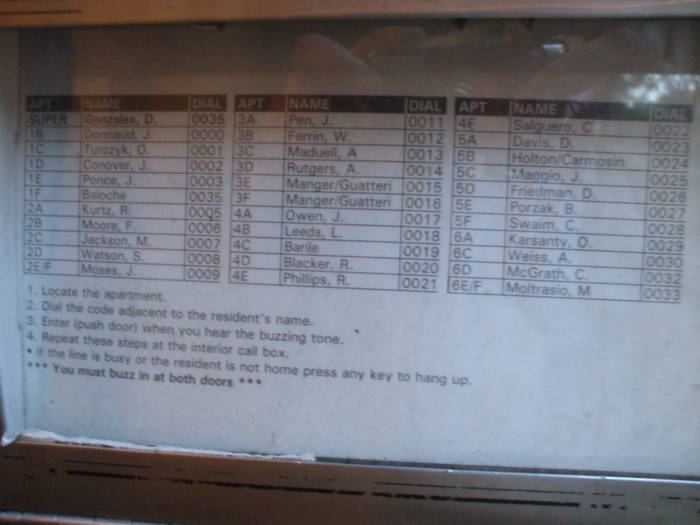 APT NAME DIAL
SUPER Gonzales, D. 0035
1B Donnaud, J. 0000
1C Turczyk, O. 0001
1D Conover, J. 0002
1E Ponce, J. 0003
1F Baloche 0035
2A Kurtz, R. 0005
2B Moore, F. 0006
2C Jackson, M. 0007
2D Watson, S. 0008
2E/F Moses, J. 0009
APT NAME DIAL
3A Pen, J. 0011
3B Ferrin, W. 0012
3C Maduell, A 0013
3D Rutgers, A. 0014
3E Manger/Guatteri 0015
3F Manger/Guatteri 0016
4A Owen, J. 0017
4B Leeds, L. 0018
4C Barile 0019
4D Blacker, R. 0020
4E Phillips, R. 0021
APT NAME DIAL
4F Salguero, C 0022
5A Davis, D. 0023
5B Holton/Carmosin 0024
5C Maggio, J. 0025
5D Friedman, D. 0026
5E Porzak, B. 0027
5F Swaim, C. 0028
6A Karsanty, O. 0029
6C Weiss, A. 0030
6D McGrath, C. 0032
6E/F Moltrasio, M 0033
1. Locate the apartment.
2. Dial the code adjacent to the resident's name.
3. Enter (push door) when you hear the buzzing tone.
4. Repeat these steps at the interior call box.
* If the line is busy or the resident is not home press any key to hang up.
*** You must buzz in at both doors ***